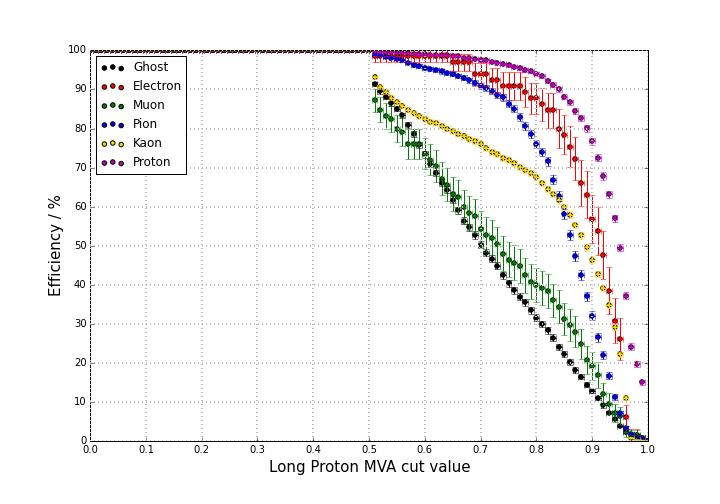 100
90
80
70
60
50
40
30
20
10
0
Efficiency / %
Ghost
Electron
Muon
Pion
Kaon
Proton
0.0 0.1 0.2 0.3 0.4 0.5 0.6 0.7 0.8 0.9 1.0
Long Proton MVA cut value